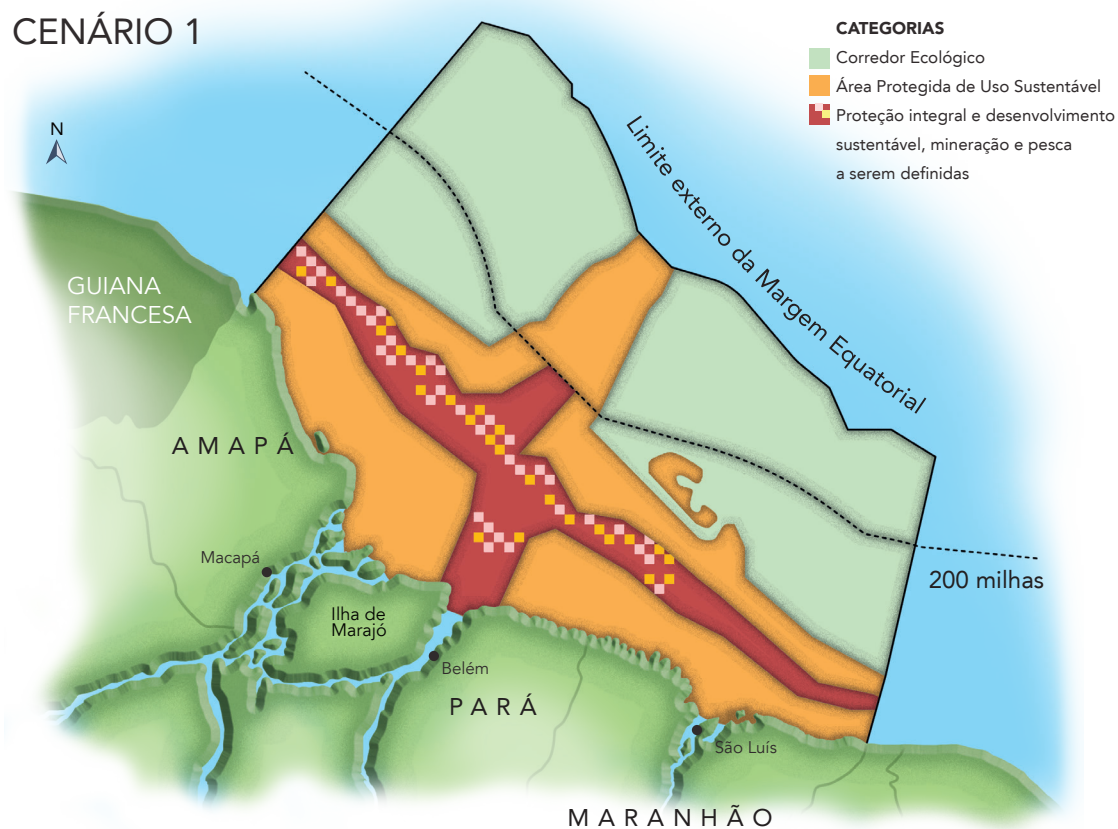 CENÁRIO 1
CATEGORIAS
Corredor Ecológico
Área Protegida de Uso Sustentável
Proteção integral e desenvolvimento
sustentável, mineração e pesca
a serem definidas
N
Limite externo da Margem Equatorial
GUIANA
FRANCESA
AMAPÁ
Macapá
200 milhas
Ilha de
Marajó
Belém
PARÁ
São Luís
MARANHÃO